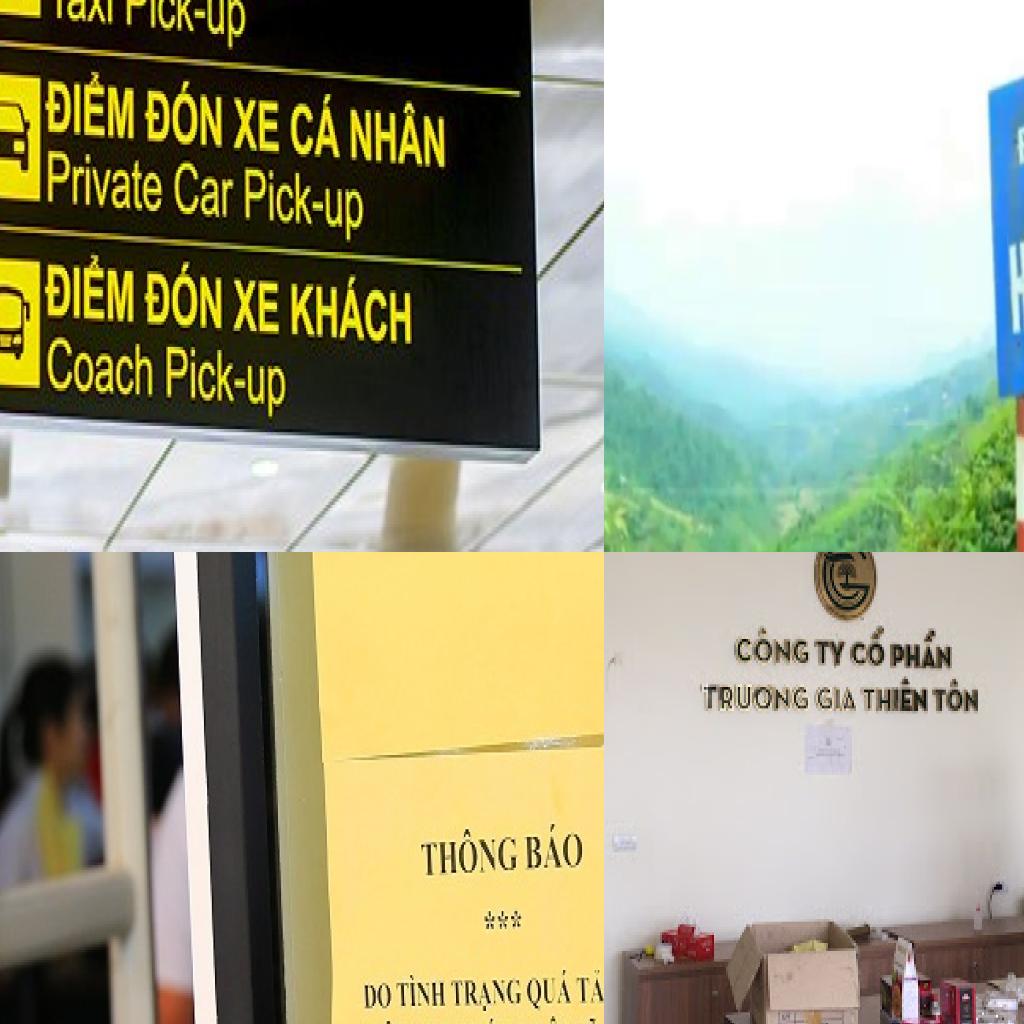 Taxi Pick-up
ĐIỂM ĐÓN XE CÁ NHÂN
Private Car Pick-up
ĐIỂM ĐÓN XE KHÁCH
Coach Pick-up
THÔNG BÁO
***
DO TÌNH TRẠNG QUÁ
CÔNG TY CỔ PHẦN
TRƯƠNG GIA THIÊN TÔN